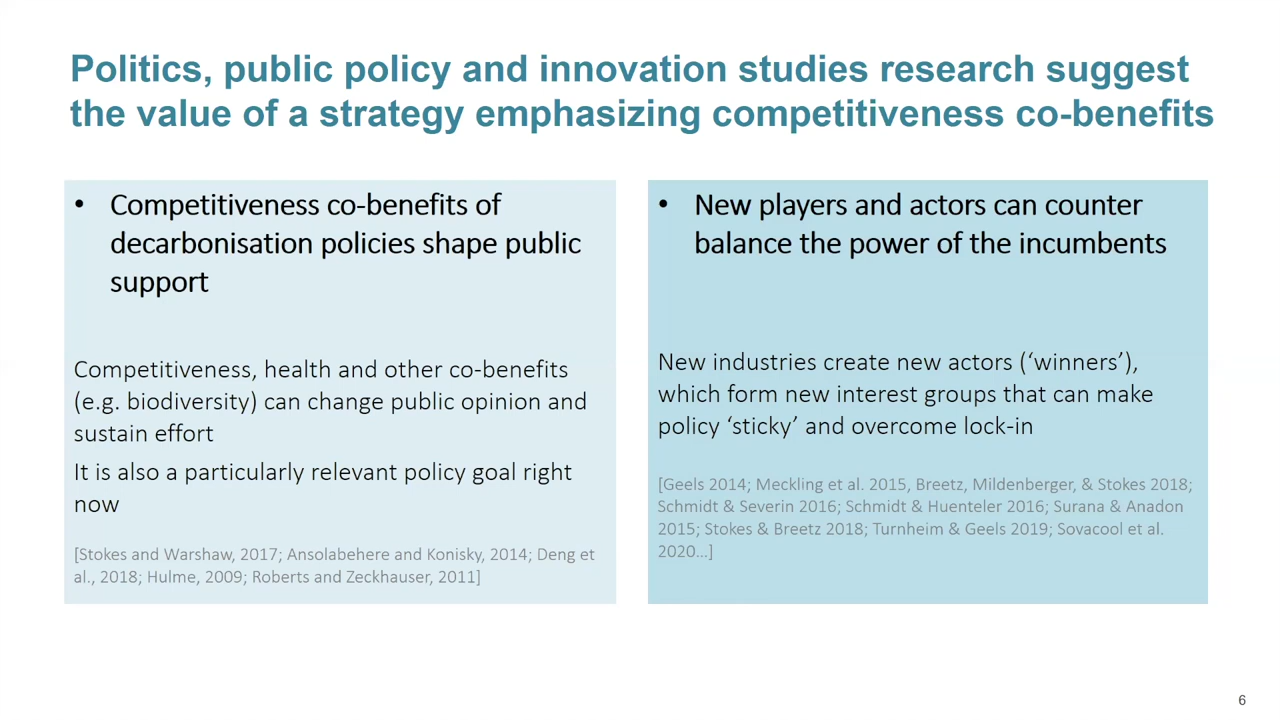 Politics, public policy and innovation studies research suggest
the value of a strategy emphasizing competitiveness co-benefits
• Competitiveness co-benefits of
decarbonisation policies shape public
support
Competitiveness, health and other co-benefits
(e.g. biodiversity) can change public opinion and
sustain effort
It is also a particularly relevant policy goal right
now
[Stokes and Warshaw, 2017; Ansolabehere and Konisky, 2014; Deng et
al., 2018; Hulme, 2009; Roberts and Zeckhauser, 2011]
• New players and actors can counter
balance the power of the incumbents
New industries create new actors (‘winners’),
which form new interest groups that can make
policy ‘sticky’ and overcome lock-in
[Geels 2014; Meckling et al. 2015, Breetz, Mildenberger, & Stokes 2018;
Schmidt & Severin 2016; Schmidt & Huenteler 2016; Surana & Anadon
2015; Stokes & Breetz 2018; Turnheim & Geels 2019; Sovacool et al.
2020…]
6